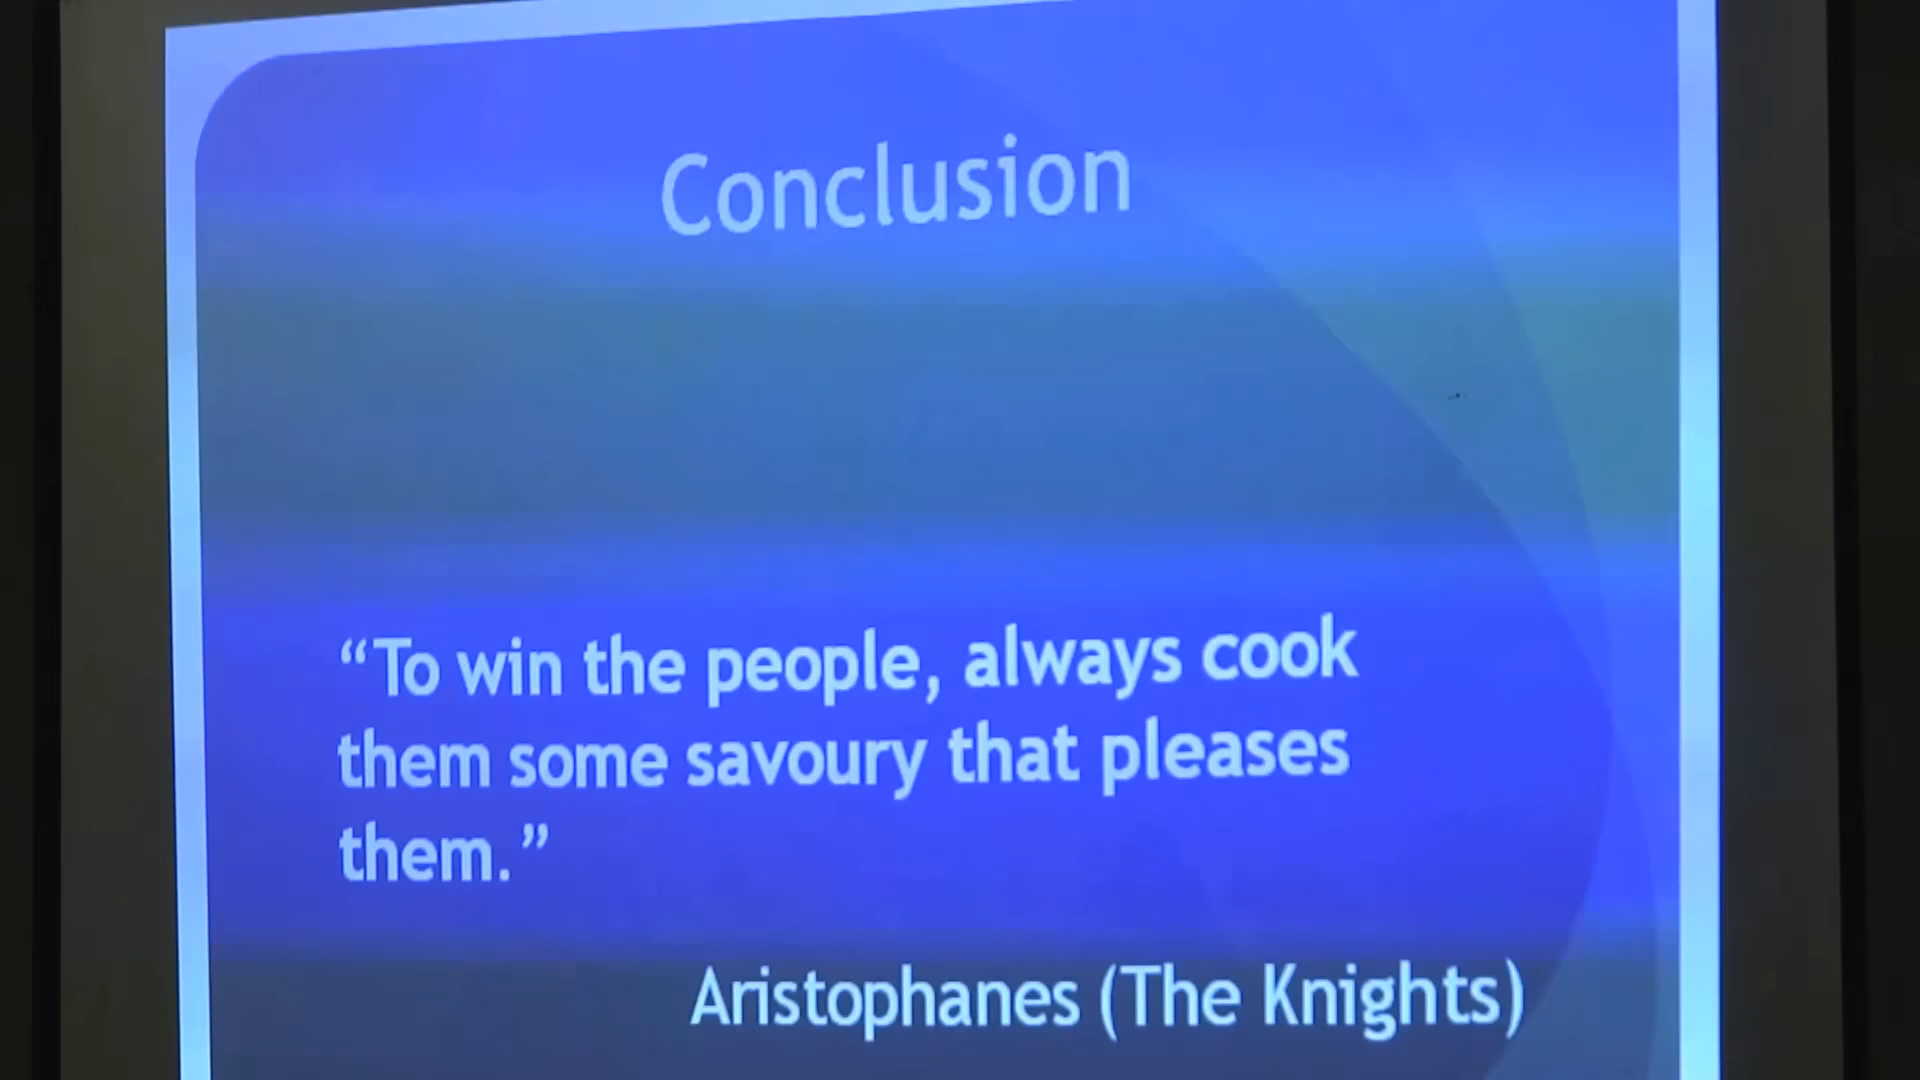 Conclusion
“To win the people, always cook
them some savoury that pleases
them.”
Aristophanes (The Knights)